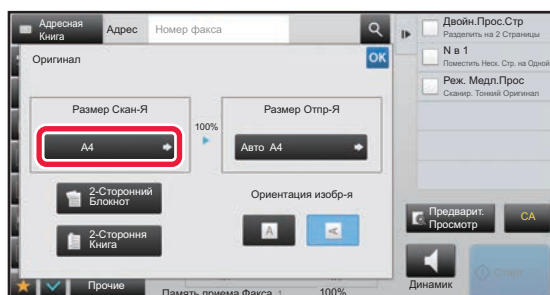 Адресная
Книга
Адрес
Номер факса
Двойн.Прос.Стр
Разделить на 2 Страницы
N в 1
Поместить Неск. Стр. на Одной
Реж. Медл.Прос
Сканир. Тонкий Оригинал
Оригинал
OK
Размер Скан-Я
100%
Размер Отпр-Я
A4
Авто A4
2-Сторонний
Блокнот
2-Стороння
Книга
Ориентация изобр-я
A
A
Предварит.
Просмотр
CA
Прочие
Память приема Факса
100%
Динамик
Старт